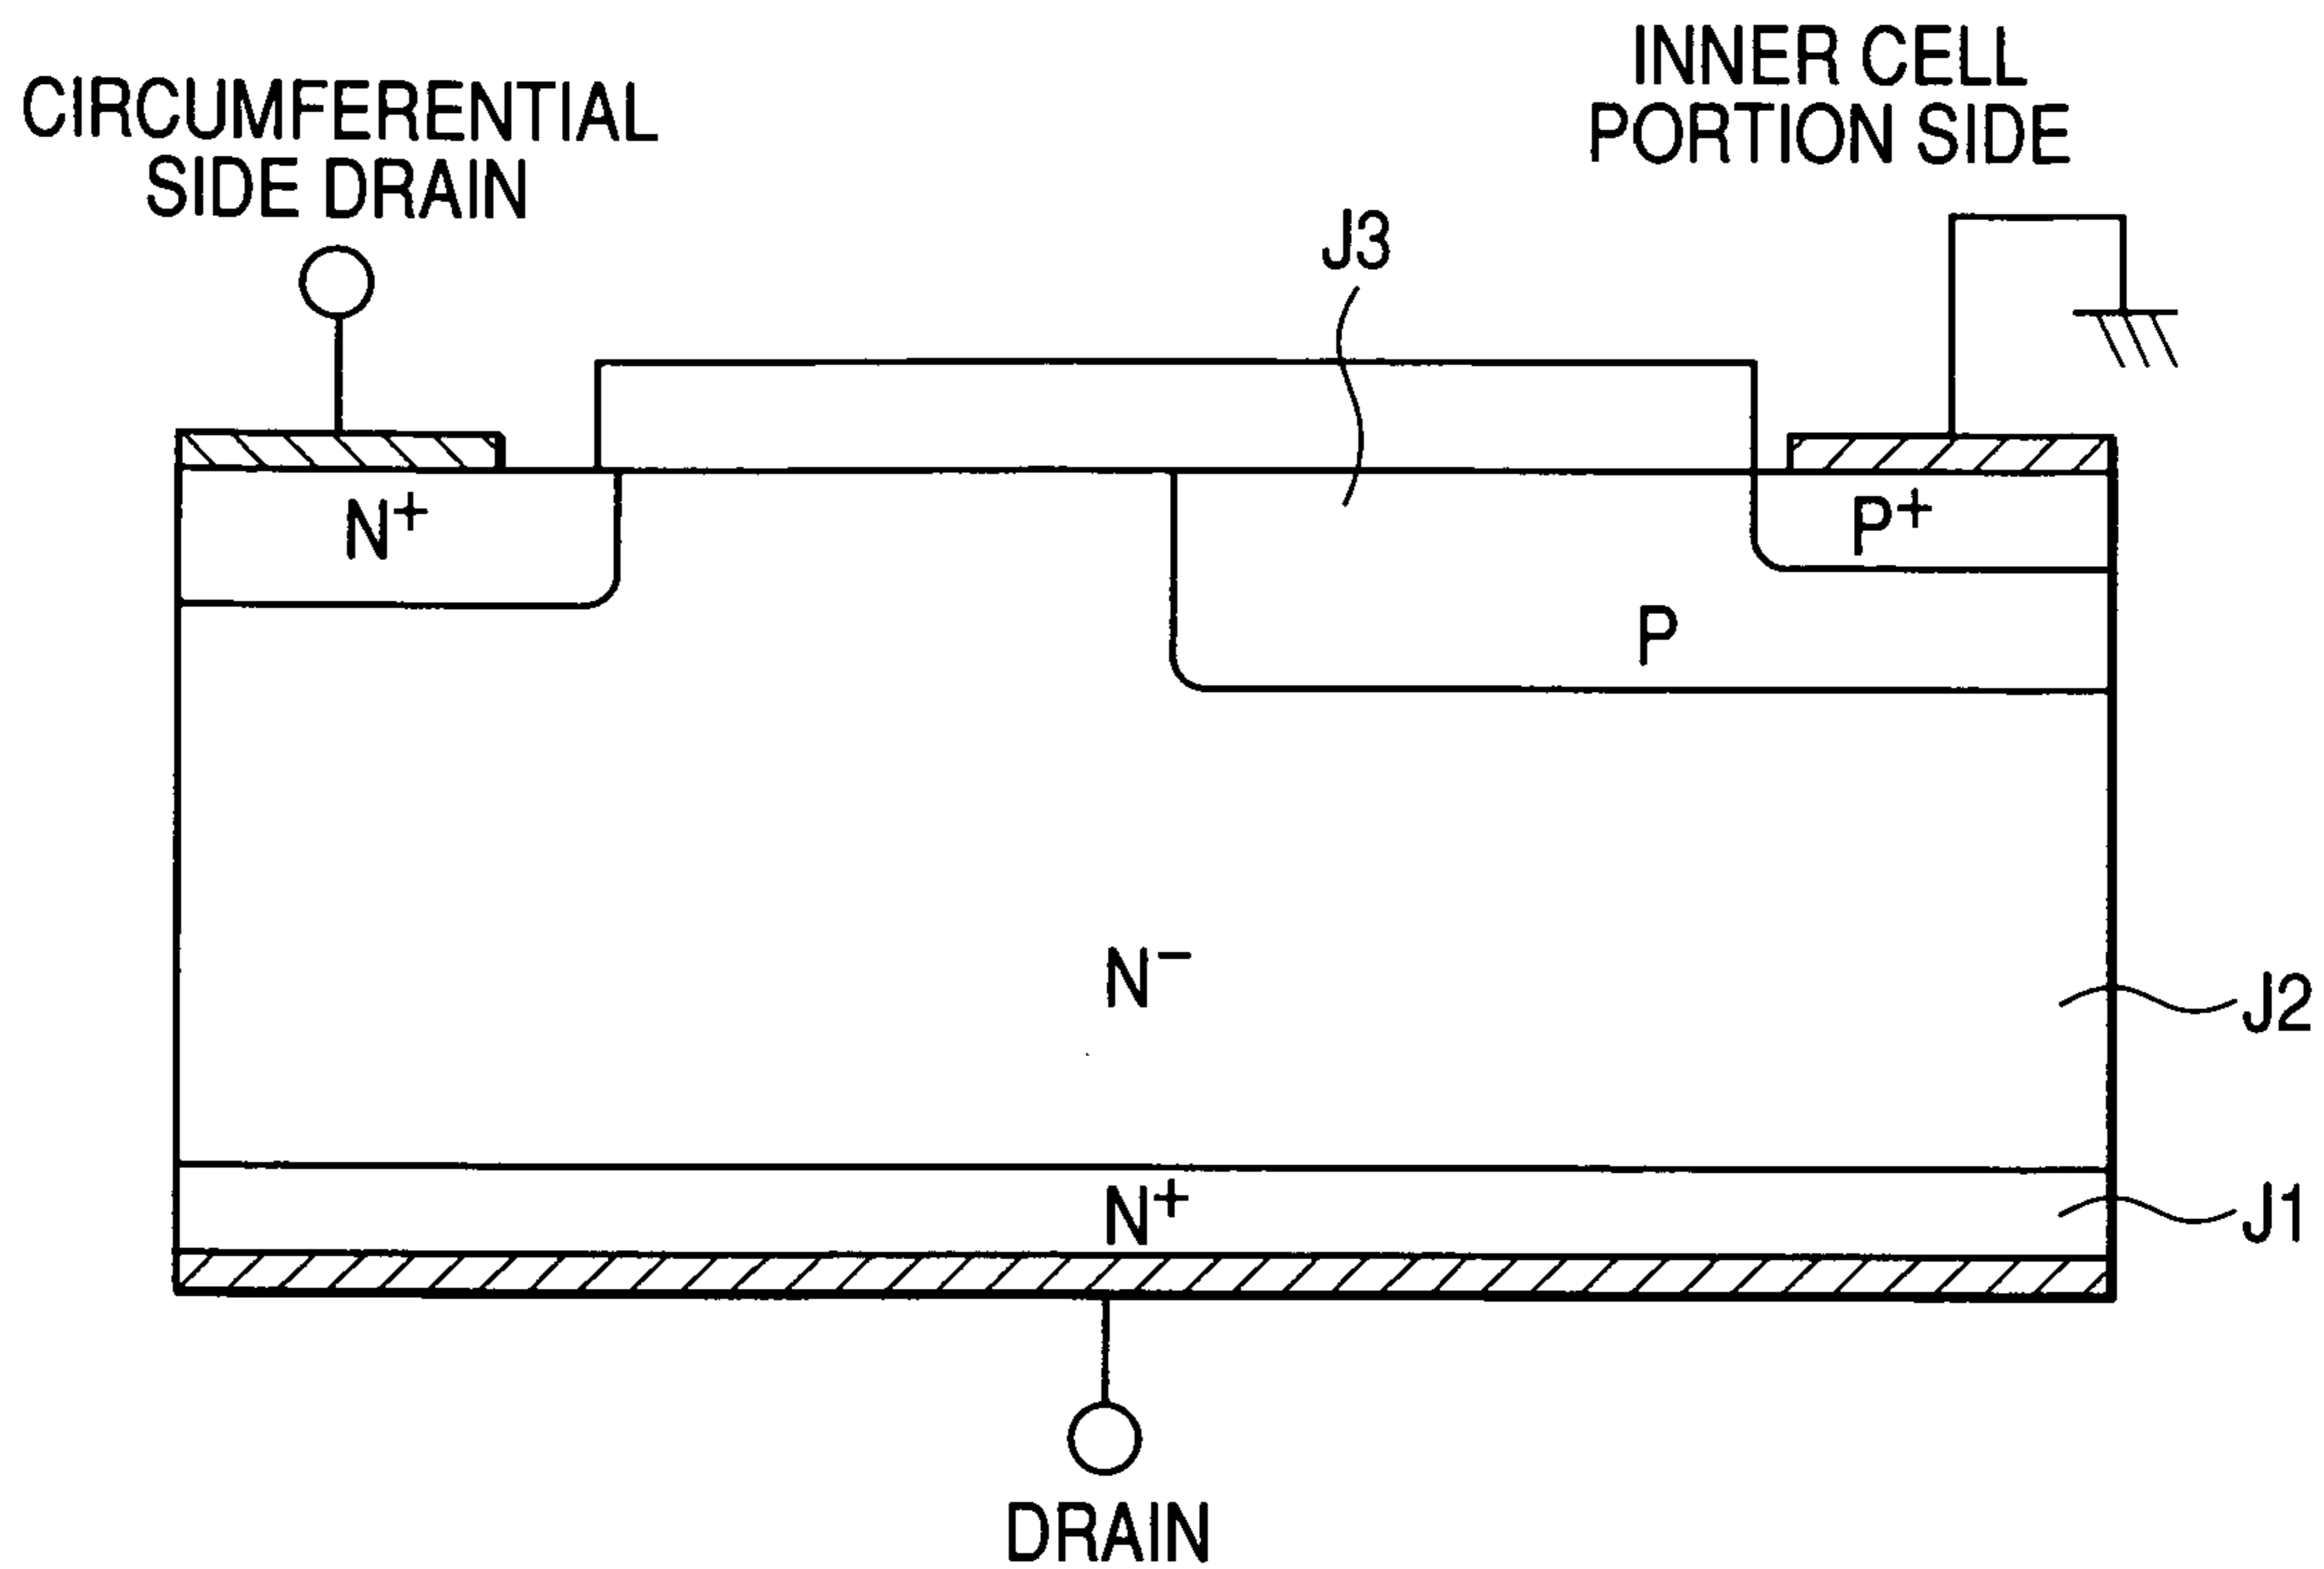 INNER CELL
PORTION SIDE
CIRCUMFERENTIAL
SIDE DRAIN
J3
N+
P+
P
N−
J2
N+
J1
DRAIN